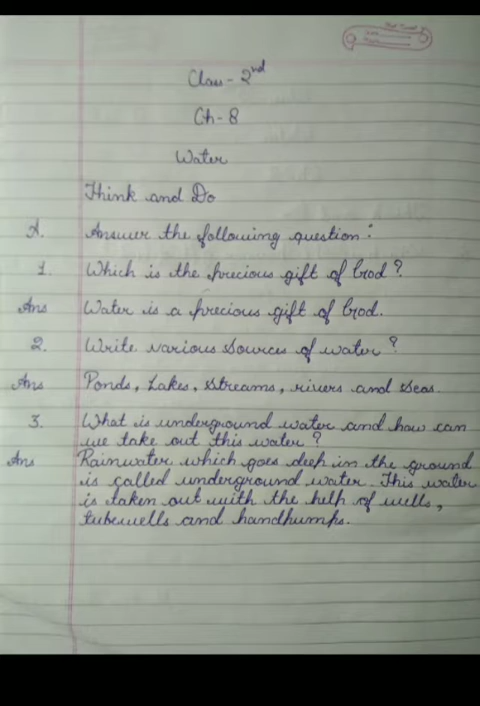 Class - 2nd
Ch - 8
Water
Think and Do
A. Answer the following question :
1. Which is the precious gift of God ?
Ans Water is a precious gift of God.
2. Write various sources of water ?
Ans Ponds, Lakes, Streams, rivers and Seas.
3. What is underground water and how can
we take out this water ?
Ans Rainwater which goes deep in the ground
is called underground water. This water
is taken out with the help of wells,
tubewells and handpumps.